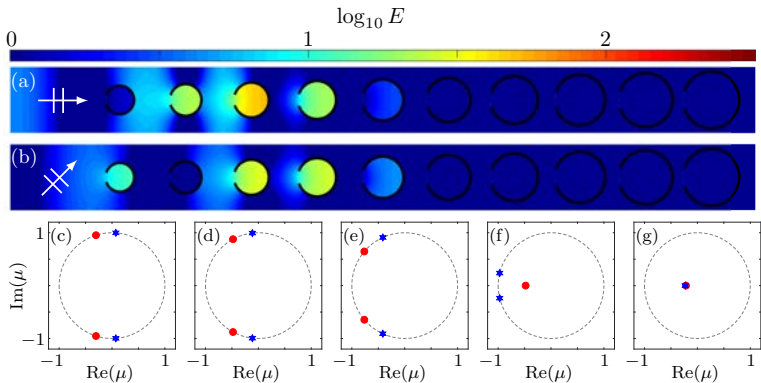 log₁₀ E
0 1 2
(a)
(b)
(c) (d) (e) (f) (g)
1
Im(μ)
−1
−1 1 −1 1 −1 1 −1 1 −1 1
Re(μ) Re(μ) Re(μ) Re(μ) Re(μ)